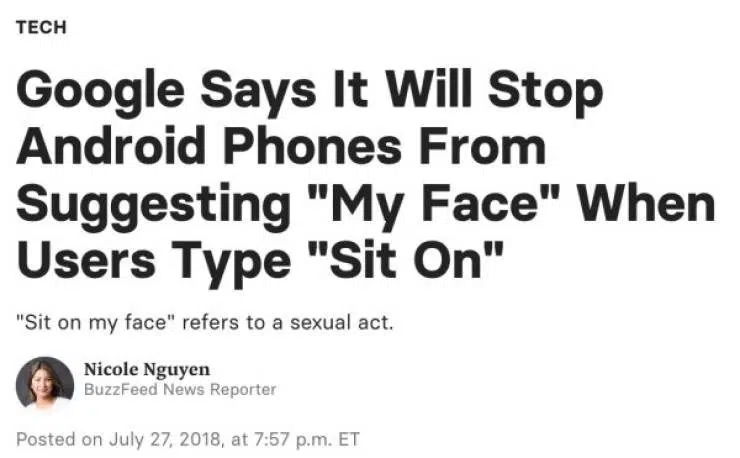 TECH
Google Says It Will Stop
Android Phones From
Suggesting "My Face" When
Users Type "Sit On"
"Sit on my face" refers to a sexual act.
Nicole Nguyen
BuzzFeed News Reporter
Posted on July 27, 2018, at 7:57 p.m. ET